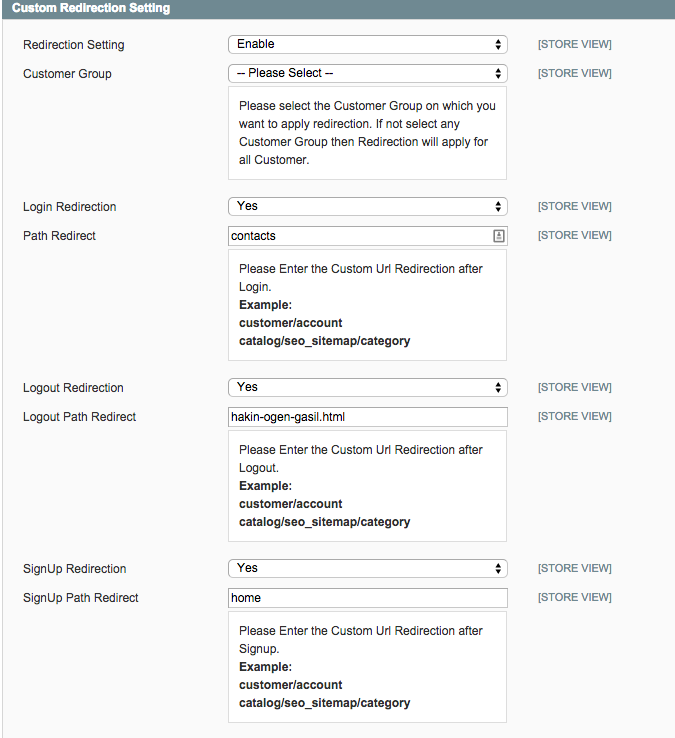 Custom Redirection Setting
Redirection Setting Enable [STORE VIEW]
Customer Group -- Please Select -- [STORE VIEW]
Please select the Customer Group on which you
want to apply redirection. If not select any
Customer Group then Redirection will apply for
all Customer.
Login Redirection Yes [STORE VIEW]
Path Redirect contacts [STORE VIEW]
Please Enter the Custom Url Redirection after
Login.
Example:
customer/account
catalog/seo_sitemap/category
Logout Redirection Yes [STORE VIEW]
Logout Path Redirect hakin-ogen-gasil.html [STORE VIEW]
Please Enter the Custom Url Redirection after
Logout.
Example:
customer/account
catalog/seo_sitemap/category
SignUp Redirection Yes [STORE VIEW]
SignUp Path Redirect home [STORE VIEW]
Please Enter the Custom Url Redirection after
Signup.
Example:
customer/account
catalog/seo_sitemap/category